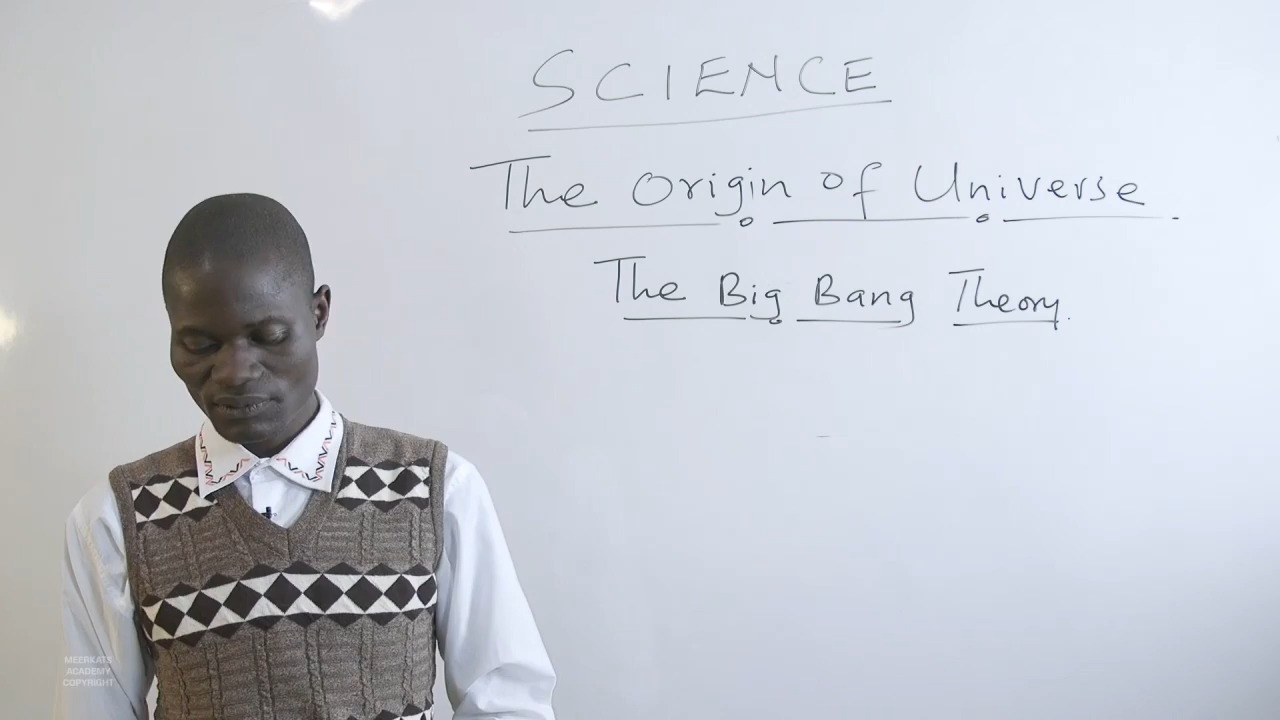 SCIENCE
The Origin of Universe.
The Big Bang Theory.
MEERKATS
ACADEMY
COPYRIGHT